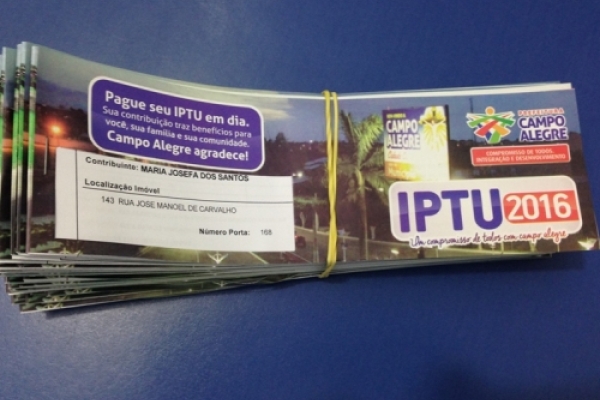 Pague seu IPTU em dia.
Sua contribuição traz benefícios para
você, sua família e sua comunidade.
Campo Alegre agradece!
Contribuinte: MARIA JOSEFA DOS SANTOS
Localização Imóvel
143 RUA JOSE MANOEL DE CARVALHO
Número Porta: 168
CAMPO
ALEGRE
PREFEITURA
CAMPO
ALEGRE
COMPROMISSO DE TODOS,
INTEGRAÇÃO E DESENVOLVIMENTO
IPTU 2016
Um compromisso de todos com campo alegre